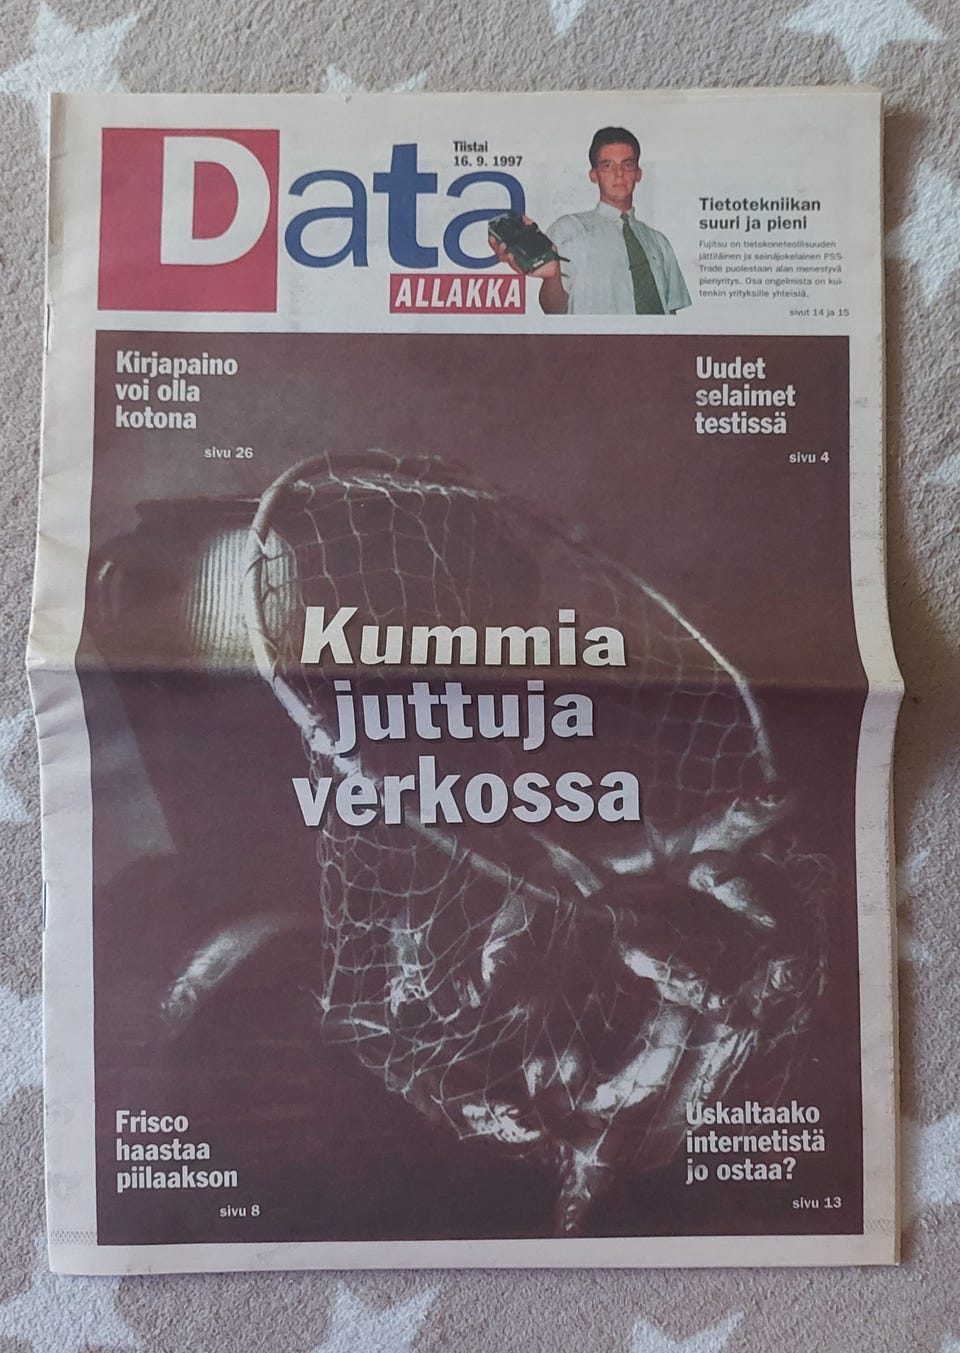 Data
ALLAKKA
Tiistai
16. 9. 1997
Tietotekniikan
suuri ja pieni
Fujitsu on tietokoneteollisuuden
jättiläinen ja seinäjokelainen PSS-
Trade puolestaan alan menestyvä
pienyritys. Osa ongelmista on kui-
tenkin yrityksille yhteisiä.
sivut 14 ja 15
Kirjapaino
voi olla
kotona
sivu 26
Uudet
selaimet
testissä
sivu 4
Kummia
juttuja
verkossa
Frisco
haastaa
piilaakson
sivu 8
Uskaltaako
internetistä
jo ostaa?
sivu 13